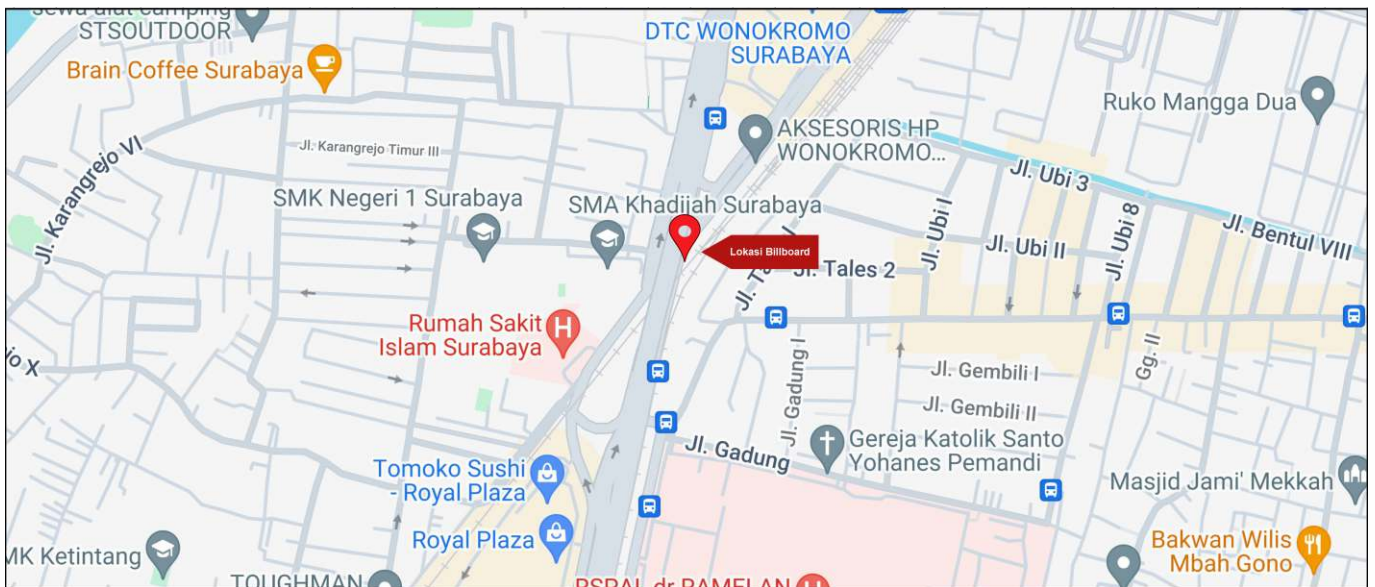 sewa alat camping
STSOUTDOOR
DTC WONOKROMO
SURABAYA
Brain Coffee Surabaya
Ruko Mangga Dua
AKSESORIS HP
WONOKROMO...
Jl. Karangrejo VI
Jl. Karangrejo Timur III
Jl. Ubi 3
SMK Negeri 1 Surabaya
SMA Khadijah Surabaya
Jl. Ubi I
Jl. Ubi II
Jl. Ubi 8
Jl. Bentul VIII
Lokasi Billboard
Jl. Tales 2
Rumah Sakit
Islam Surabaya
H
jo X
Jl. Gadung I
Jl. Gembili I
Gg. II
Jl. Gembili II
Jl. Gadung
Gereja Katolik Santo
Yohanes Pemandi
Tomoko Sushi
- Royal Plaza
Masjid Jami' Mekkah
Royal Plaza
Bakwan Wilis
Mbah Gono
MK Ketintang
TOUGHMAN
RSPAL dr RAMELAN
H